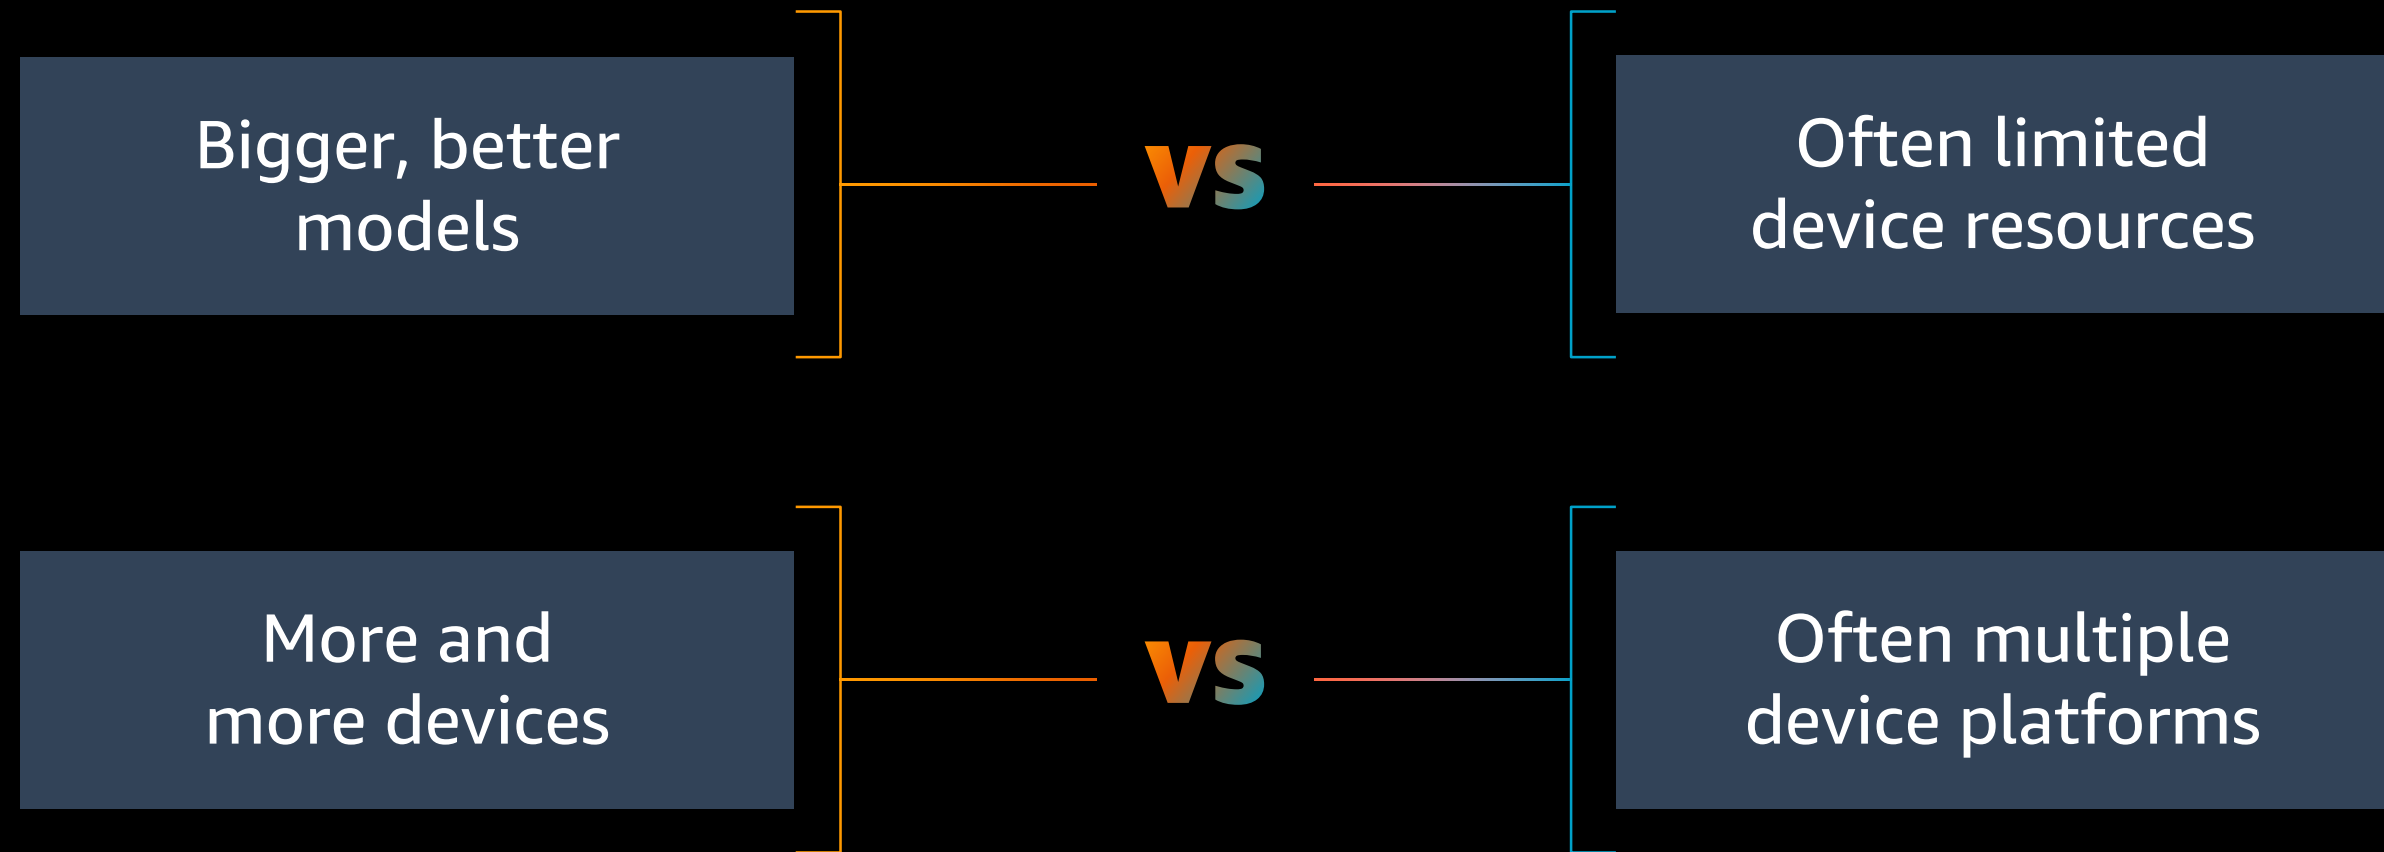 Bigger, better
models
vs
Often limited
device resources
More and
more devices
vs
Often multiple
device platforms